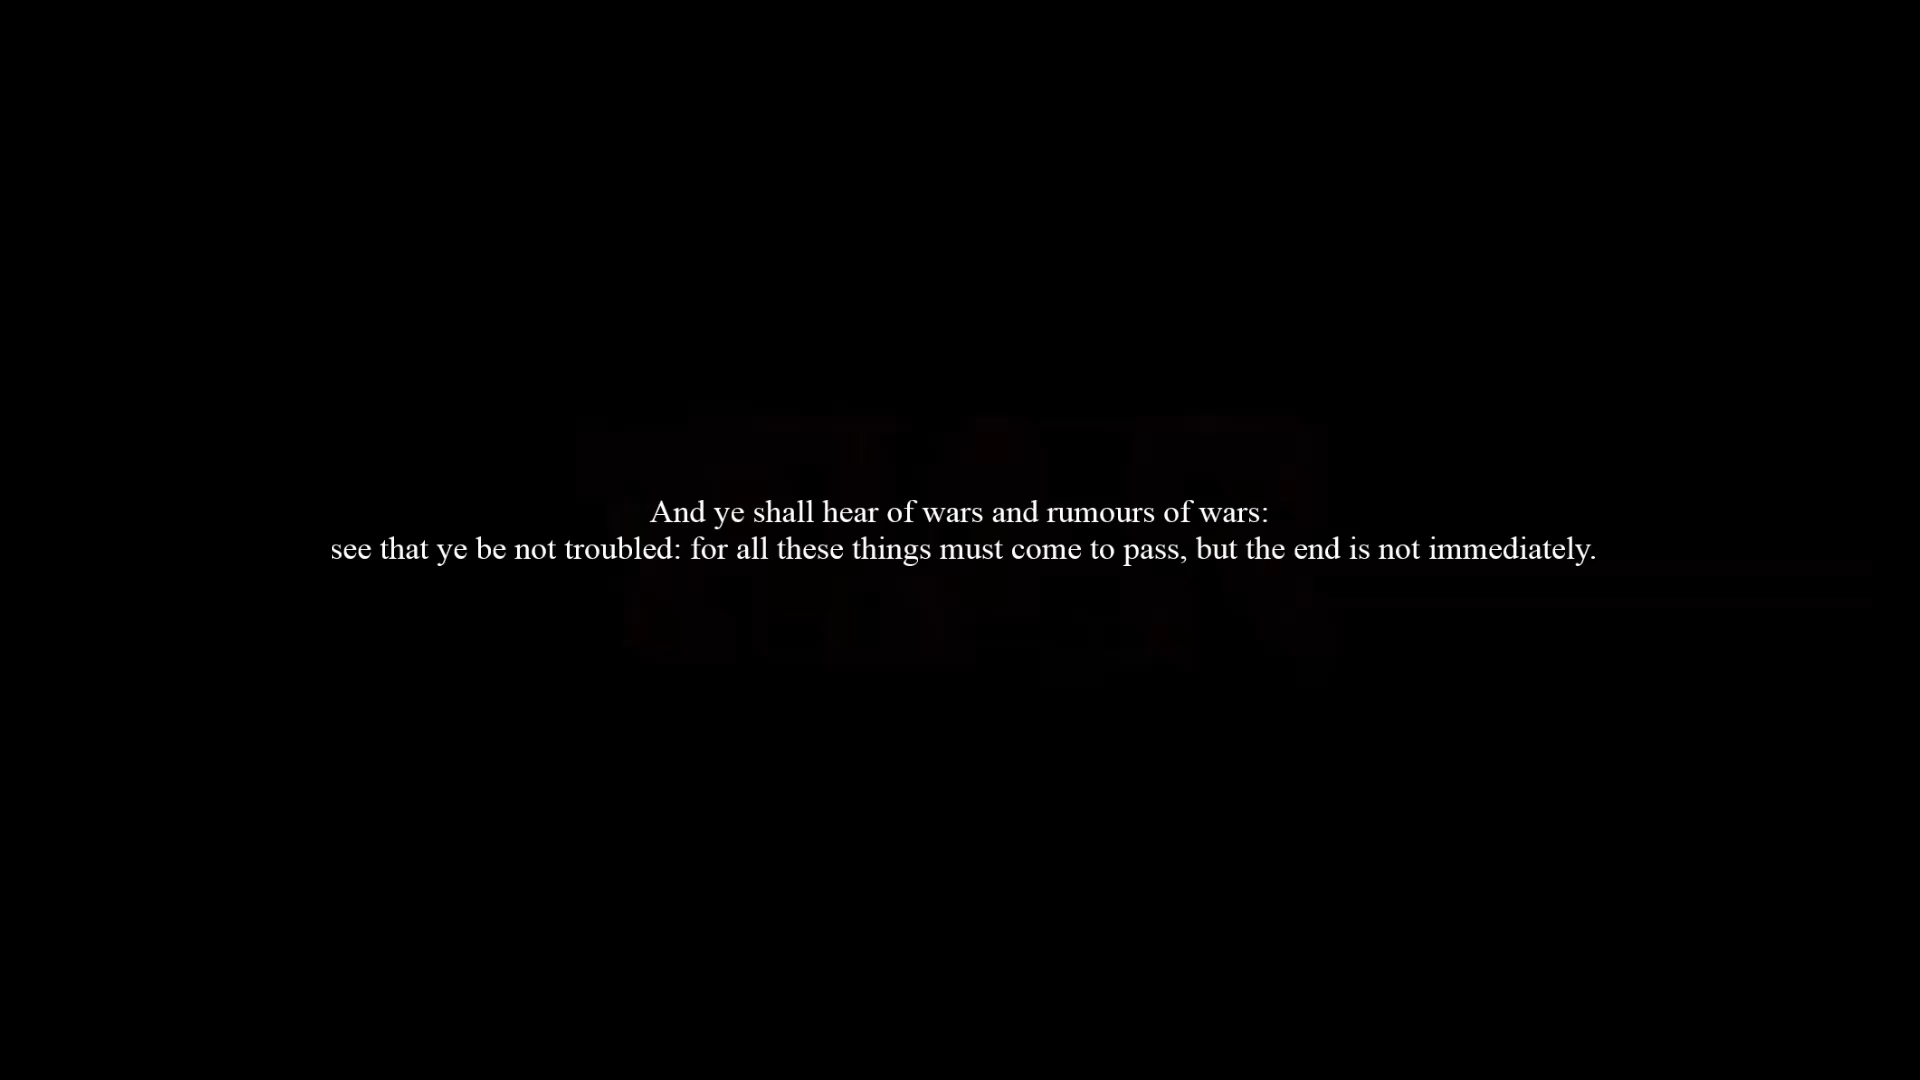 And ye shall hear of wars and rumours of wars:
see that ye be not troubled: for all these things must come to pass, but the end is not immediately.